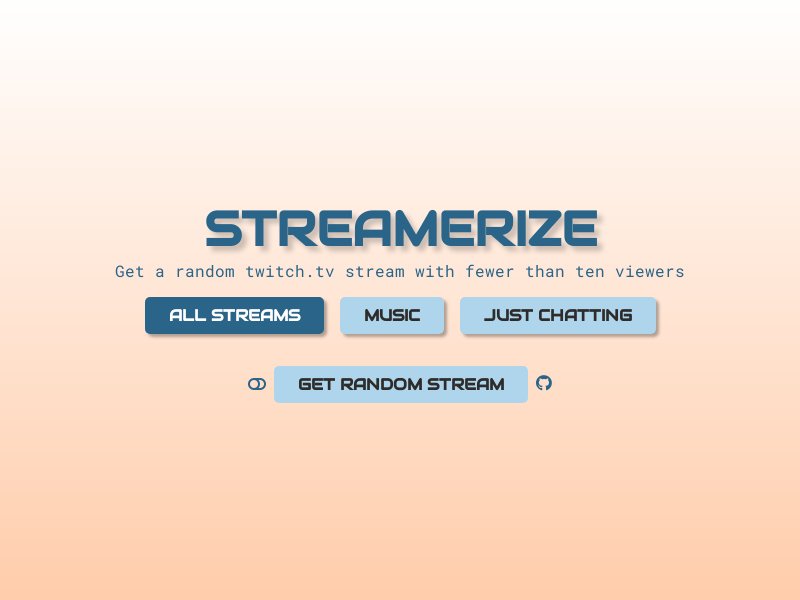 STREAMERIZE
Get a random twitch.tv stream with fewer than ten viewers
ALL STREAMS MUSIC JUST CHATTING
GET RANDOM STREAM